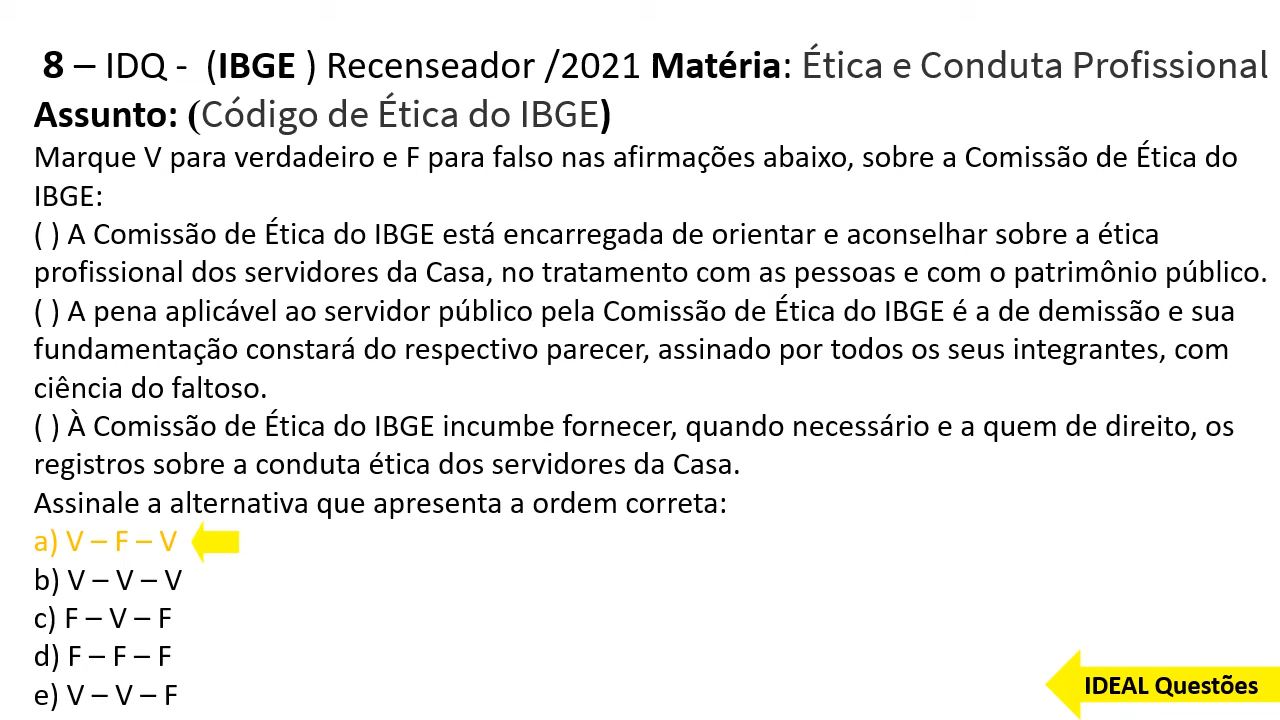 8 – IDQ - (IBGE ) Recenseador /2021 Matéria: Ética e Conduta Profissional
Assunto: (Código de Ética do IBGE)
Marque V para verdadeiro e F para falso nas afirmações abaixo, sobre a Comissão de Ética do
IBGE:
( ) A Comissão de Ética do IBGE está encarregada de orientar e aconselhar sobre a ética
profissional dos servidores da Casa, no tratamento com as pessoas e com o patrimônio público.
( ) A pena aplicável ao servidor público pela Comissão de Ética do IBGE é a de demissão e sua
fundamentação constará do respectivo parecer, assinado por todos os seus integrantes, com
ciência do faltoso.
( ) À Comissão de Ética do IBGE incumbe fornecer, quando necessário e a quem de direito, os
registros sobre a conduta ética dos servidores da Casa.
Assinale a alternativa que apresenta a ordem correta:
a) V – F – V
b) V – V – V
c) F – V – F
d) F – F – F
e) V – V – F
IDEAL Questões